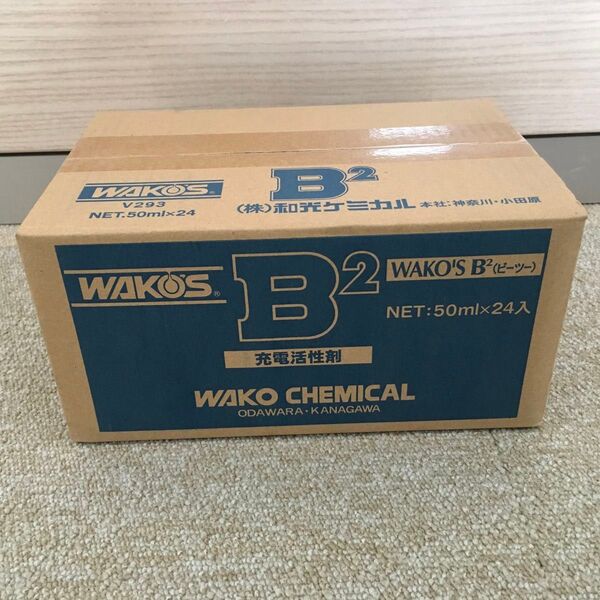 WAKO'S®
V293
NET.50ml×24
B²
(株)和光ケミカル 本社:神奈川・小田原
WAKO'S®
B²
WAKO'S B²(ビーツー)
NET:50ml×24入
充電活性剤
WAKO CHEMICAL
ODAWARA・KANAGAWA